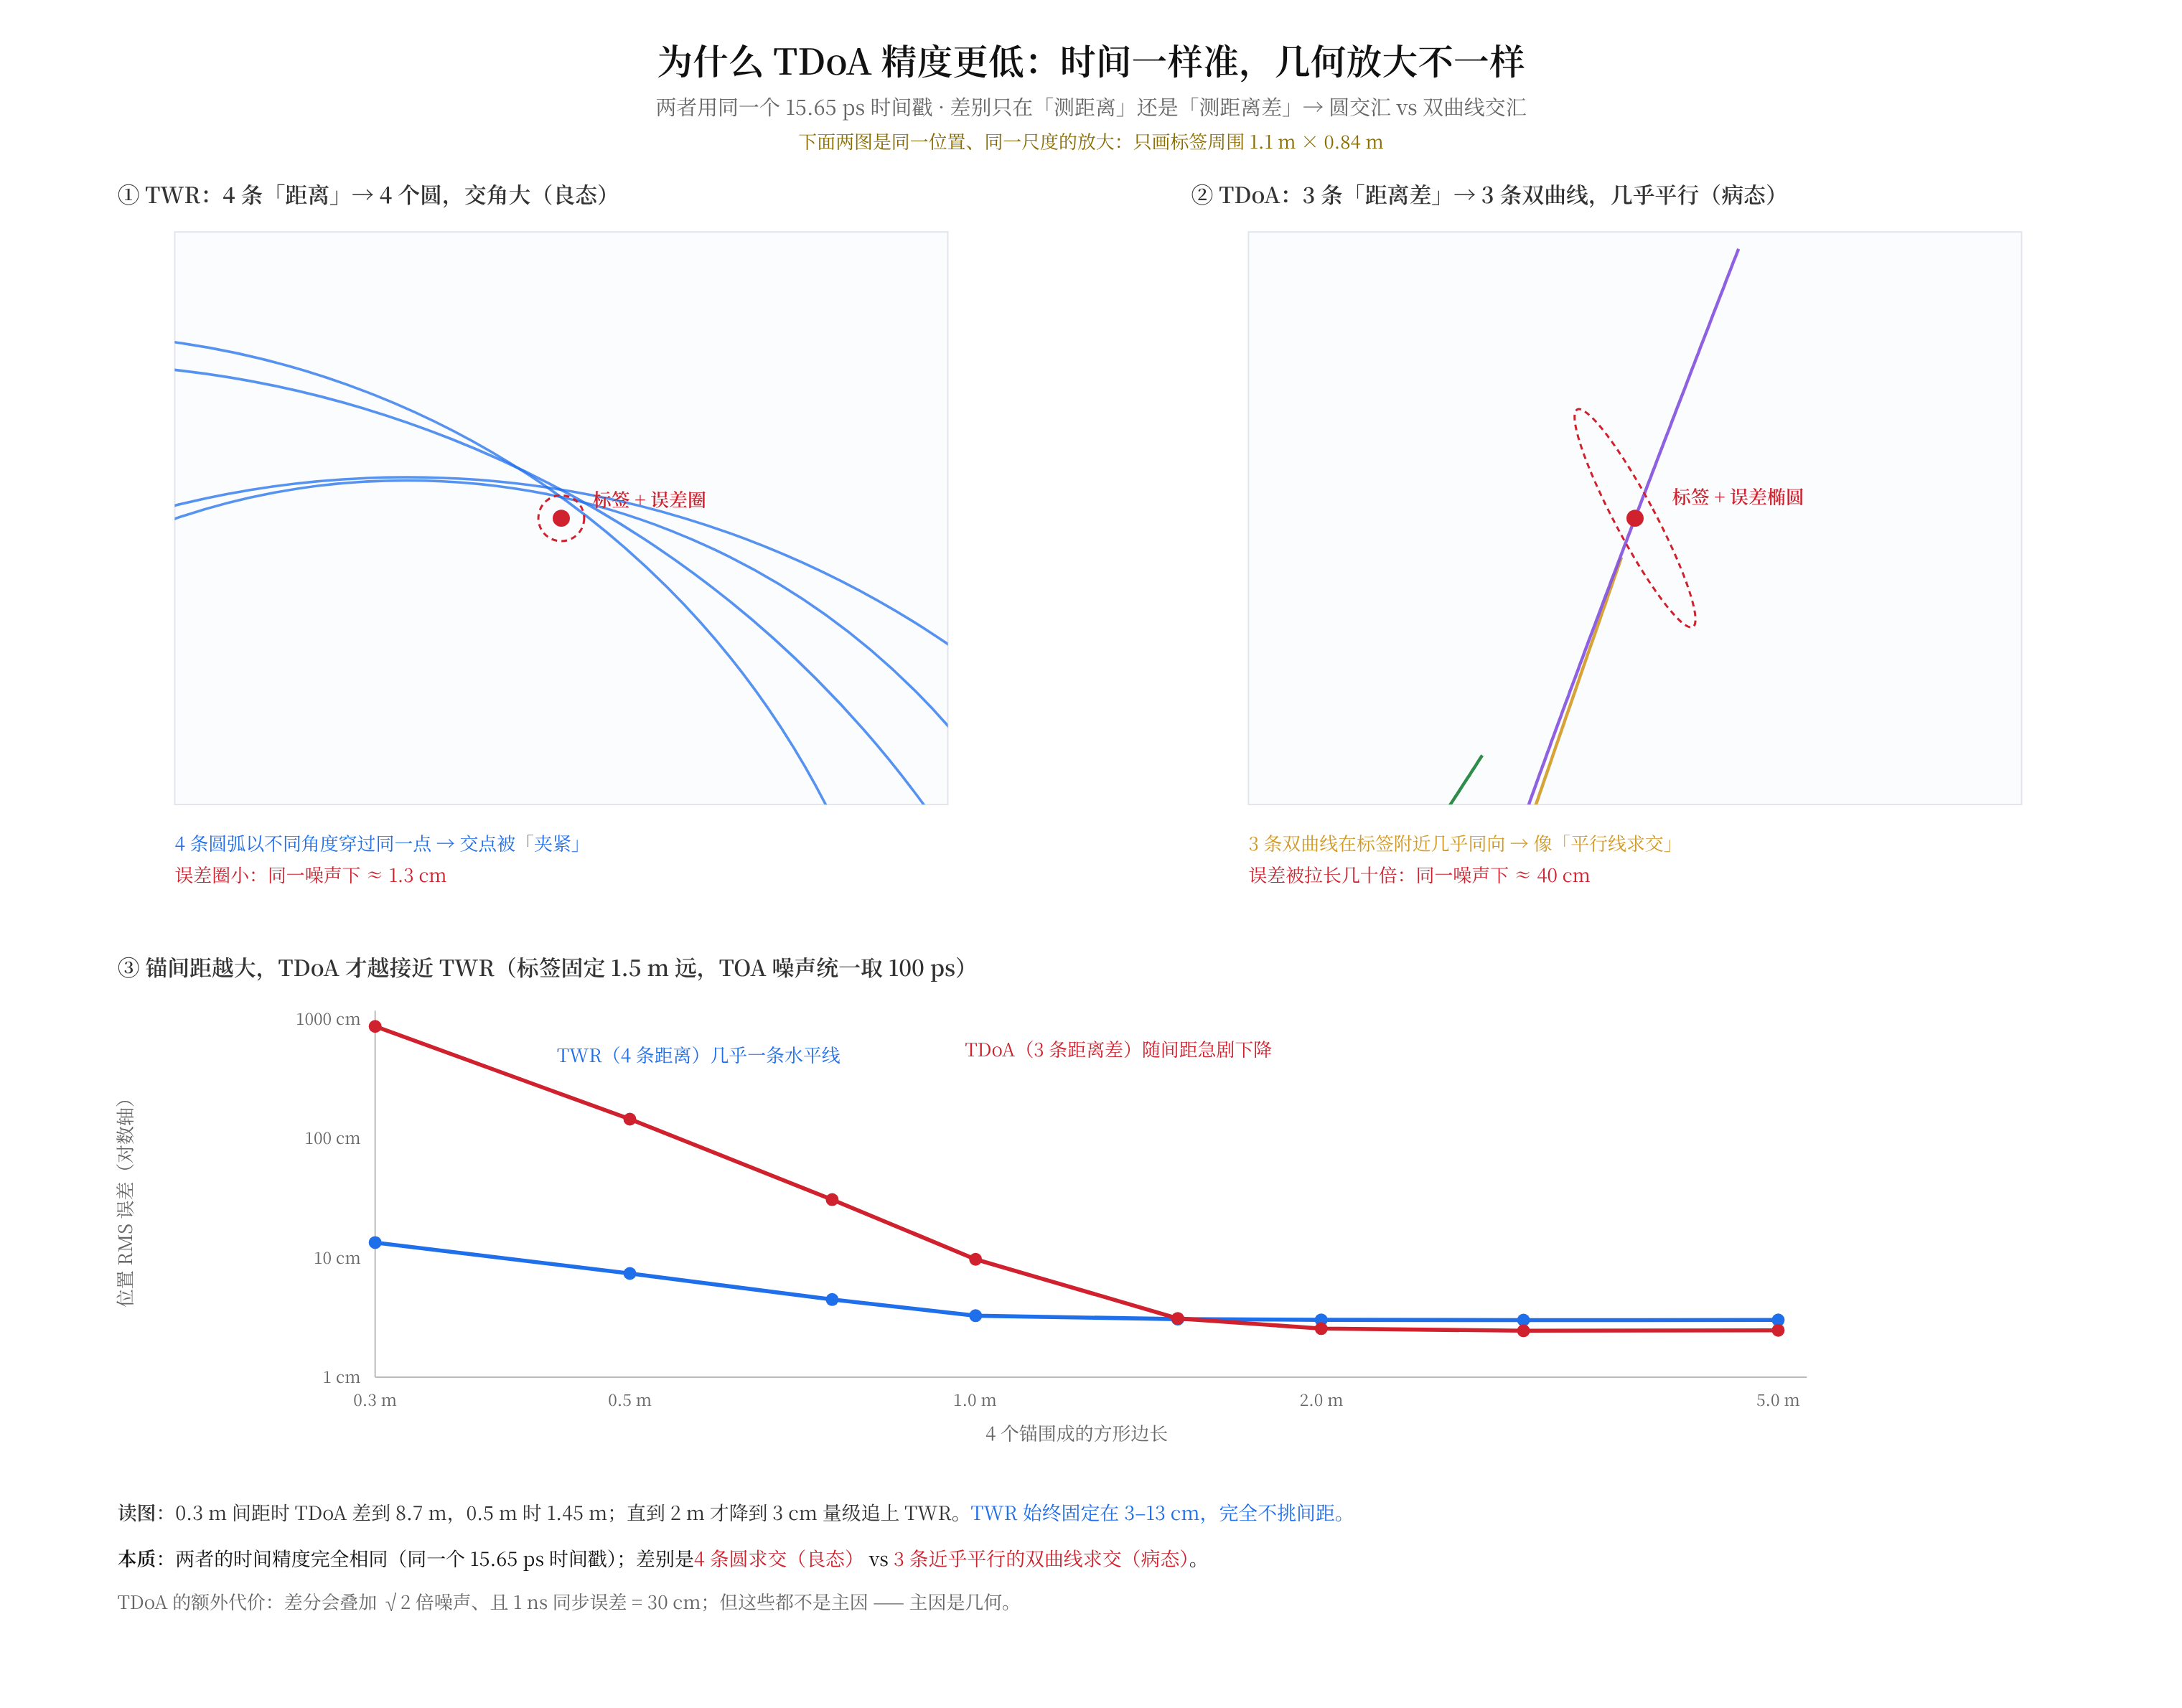 为什么 TDoA 精度更低：时间一样准，几何放大不一样
两者用同一个 15.65 ps 时间戳 · 差别只在「测距离」还是「测距离差」→ 圆交汇 vs 双曲线交汇
下面两图是同一位置、同一尺度的放大：只画标签周围 1.1 m × 0.84 m
① TWR：4 条「距离」→ 4 个圆，交角大（良态）
② TDoA：3 条「距离差」→ 3 条双曲线，几乎平行（病态）
标签 + 误差圈
标签 + 误差椭圆
4 条圆弧以不同角度穿过同一点 → 交点被「夹紧」
误差圈小：同一噪声下 ≈ 1.3 cm
3 条双曲线在标签附近几乎同向 → 像「平行线求交」
误差被拉长几十倍：同一噪声下 ≈ 40 cm
③ 锚间距越大，TDoA 才越接近 TWR（标签固定 1.5 m 远，TOA 噪声统一取 100 ps）
1000 cm
100 cm
10 cm
1 cm
位置 RMS 误差（对数轴）
TWR（4 条距离）几乎一条水平线
TDoA（3 条距离差）随间距急剧下降
0.3 m
0.5 m
1.0 m
2.0 m
5.0 m
4 个锚围成的方形边长
读图：0.3 m 间距时 TDoA 差到 8.7 m，0.5 m 时 1.45 m；直到 2 m 才降到 3 cm 量级追上 TWR。TWR 始终固定在 3–13 cm，完全不挑间距。
本质：两者的时间精度完全相同（同一个 15.65 ps 时间戳）；差别是4 条圆求交（良态） vs 3 条近乎平行的双曲线求交（病态）。
TDoA 的额外代价：差分会叠加 √2 倍噪声、且 1 ns 同步误差 = 30 cm；但这些都不是主因 —— 主因是几何。